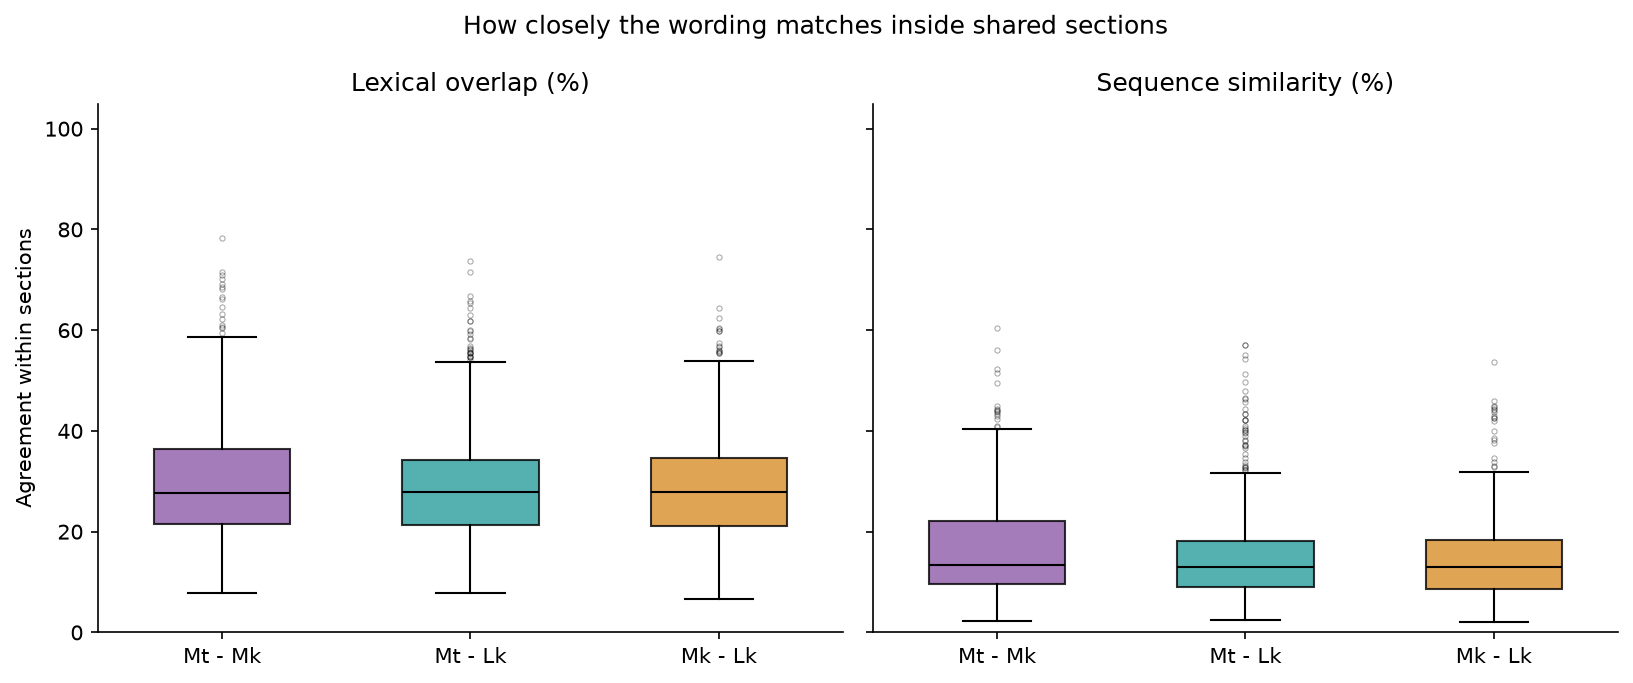 How closely the wording matches inside shared sections
Lexical overlap (%)
Sequence similarity (%)
Agreement within sections
100
80
60
40
20
0
Mt - Mk
Mt - Lk
Mk - Lk
Mt - Mk
Mt - Lk
Mk - Lk